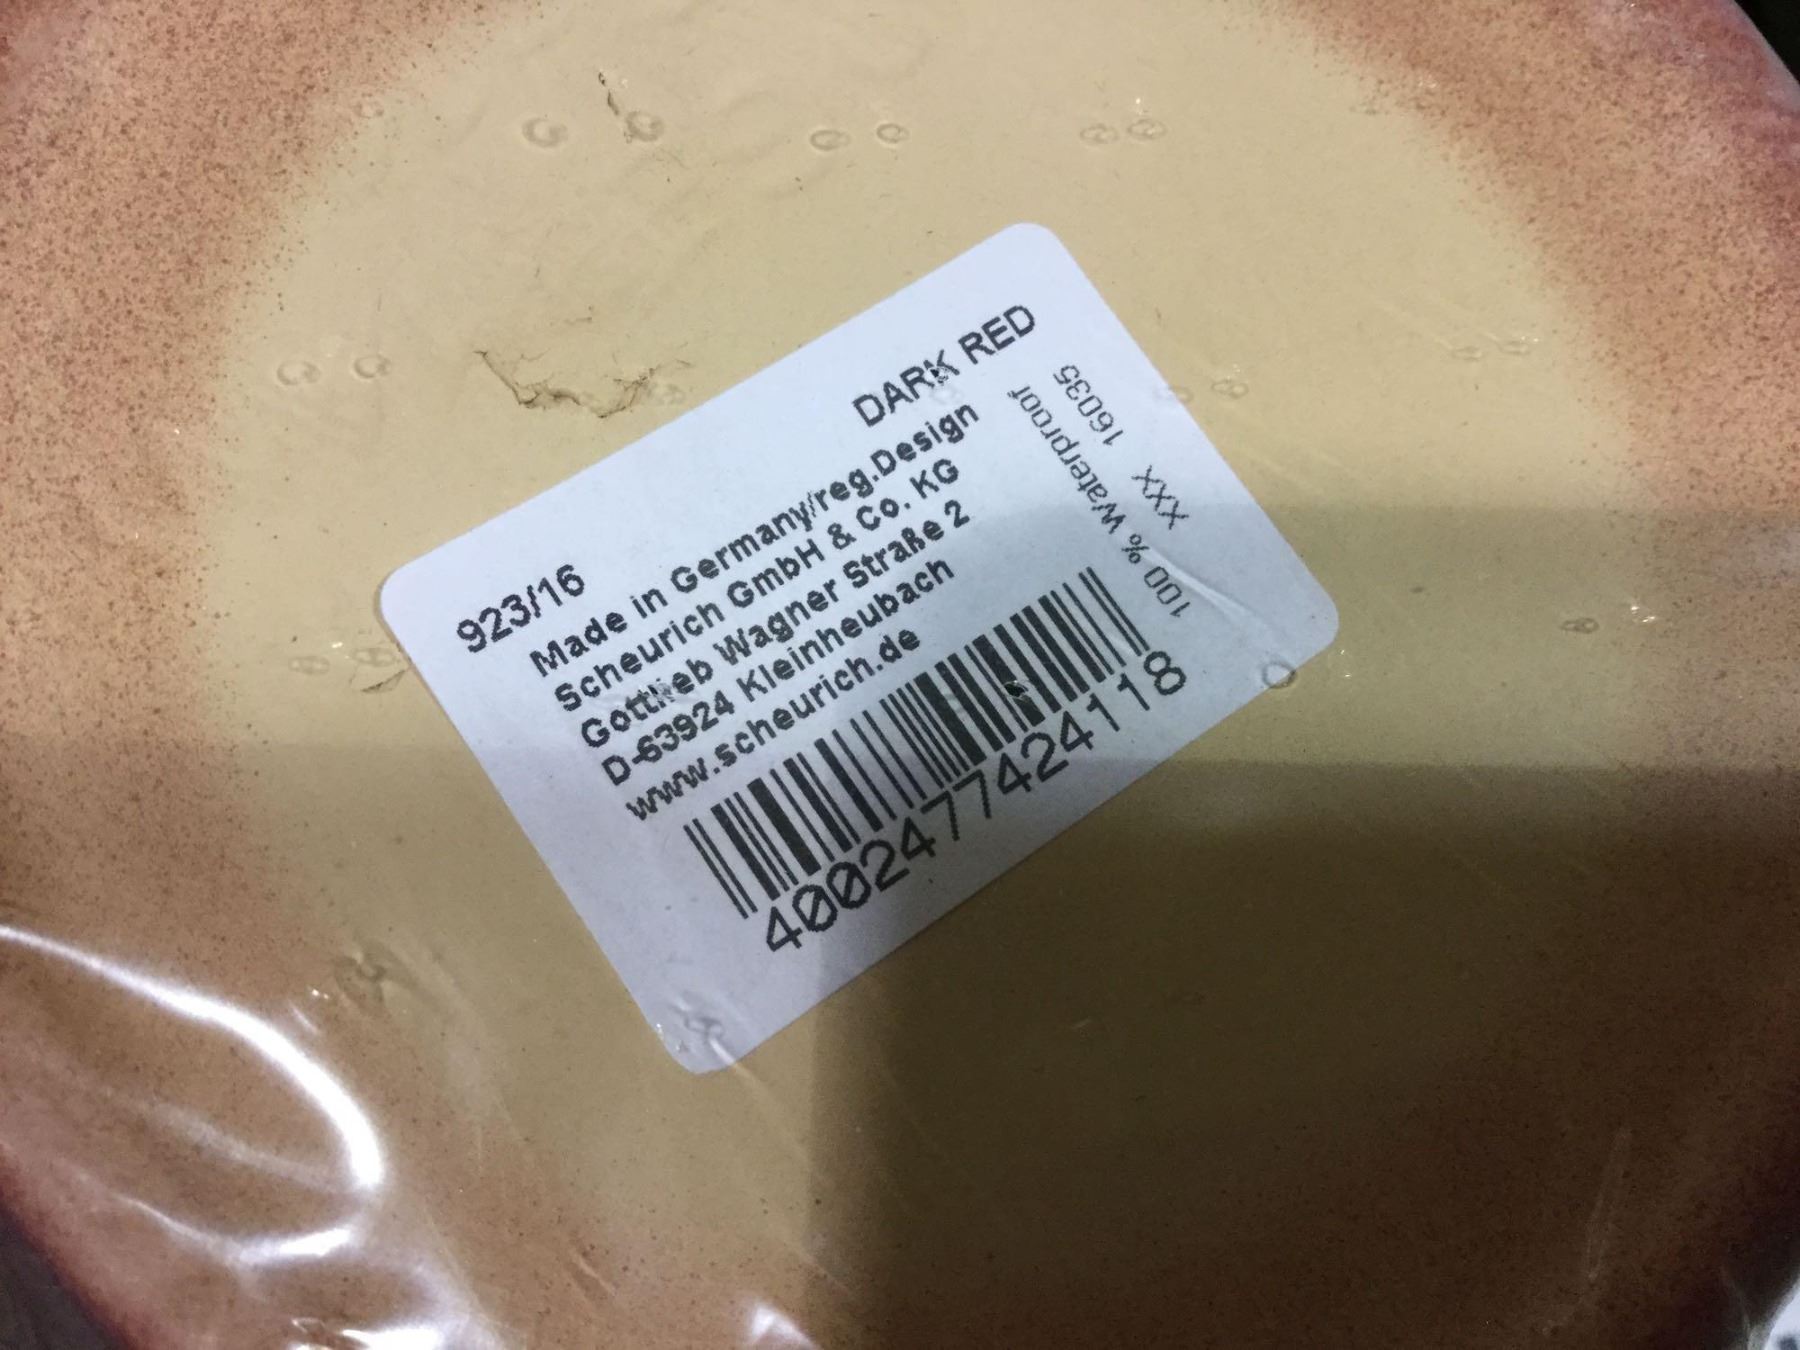 923/16 DARK RED
Made in Germany/reg.Design
Scheurich GmbH & Co. KG
Gottlieb Wagner Straße 2
D-63924 Kleinheubach
www.scheurich.de
4002477424118
100 % Waterproof
XXX 16035